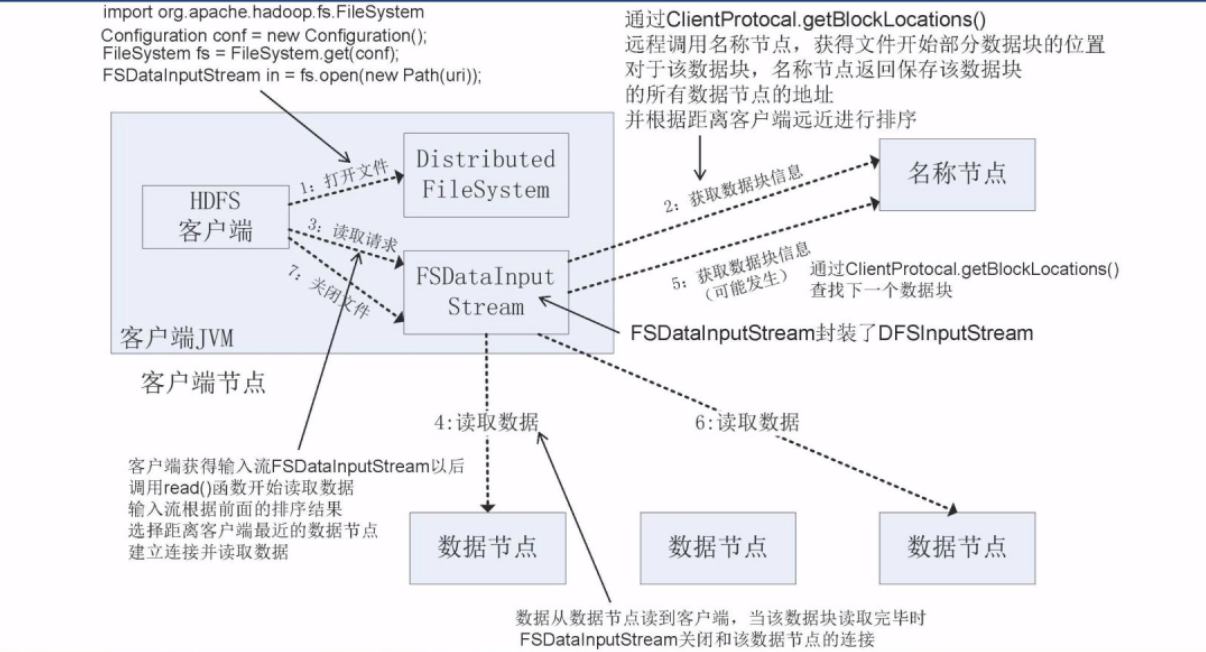 import org.apache.hadoop.fs.FileSystem
Configuration conf = new Configuration();
FileSystem fs = FileSystem.get(conf);
FSDataInputStream in = fs.open(new Path(uri));
通过ClientProtocal.getBlockLocations()
远程调用名称节点，获得文件开始部分数据块的位置
对于该数据块，名称节点返回保存该数据块
的所有数据节点的地址
并根据距离客户端远近进行排序
HDFS
客户端
1：打开文件
Distributed
FileSystem
3：读取请求
7：关闭文件
FSDataInput
Stream
客户端JVM
客户端节点
2：获取数据块信息
名称节点
5：获取数据块信息
（可能发生）
通过ClientProtocal.getBlockLocations()
查找下一个数据块
FSDataInputStream封装了DFSInputStream
4:读取数据
6:读取数据
客户端获得输入流FSDataInputStream以后
调用read()函数开始读取数据
输入流根据前面的排序结果
选择距离客户端最近的数据节点
建立连接并读取数据
数据节点
数据节点
数据节点
数据从数据节点读到客户端，当该数据块读取完毕时
FSDataInputStream关闭和该数据节点的连接